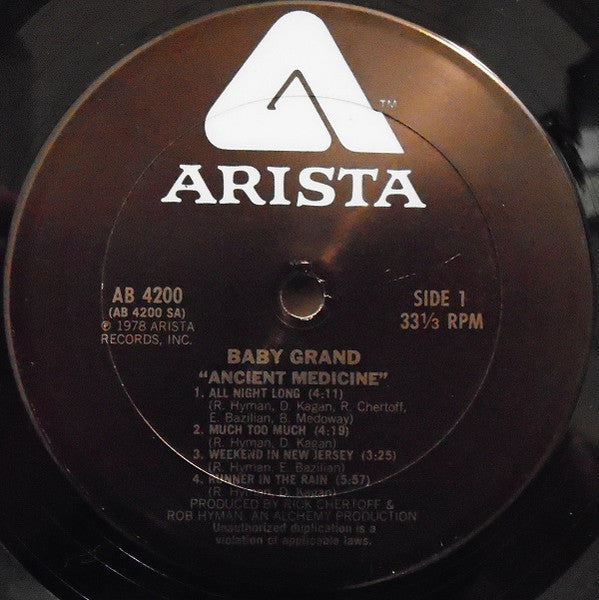 ™
ARISTA
AB 4200
(AB 4200 SA)
℗ 1978 ARISTA
RECORDS, INC.
SIDE 1
33⅓ RPM
BABY GRAND
"ANCIENT MEDICINE"
1. ALL NIGHT LONG (4:11)
(R. Hyman, D. Kagan, R. Chertoff,
E. Bazilian, B. Medoway)
2. MUCH TOO MUCH (4:19)
(R. Hyman, D. Kagan)
3. WEEKEND IN NEW JERSEY (3:25)
(R. Hyman, E. Bazilian)
4. RUNNER IN THE RAIN (5:57)
(R. Hyman, D. Kagan)
PRODUCED BY RICK CHERTOFF &
ROB HYMAN, AN ALCHEMY PRODUCTION
Unauthorized duplication is a
violation of applicable laws.